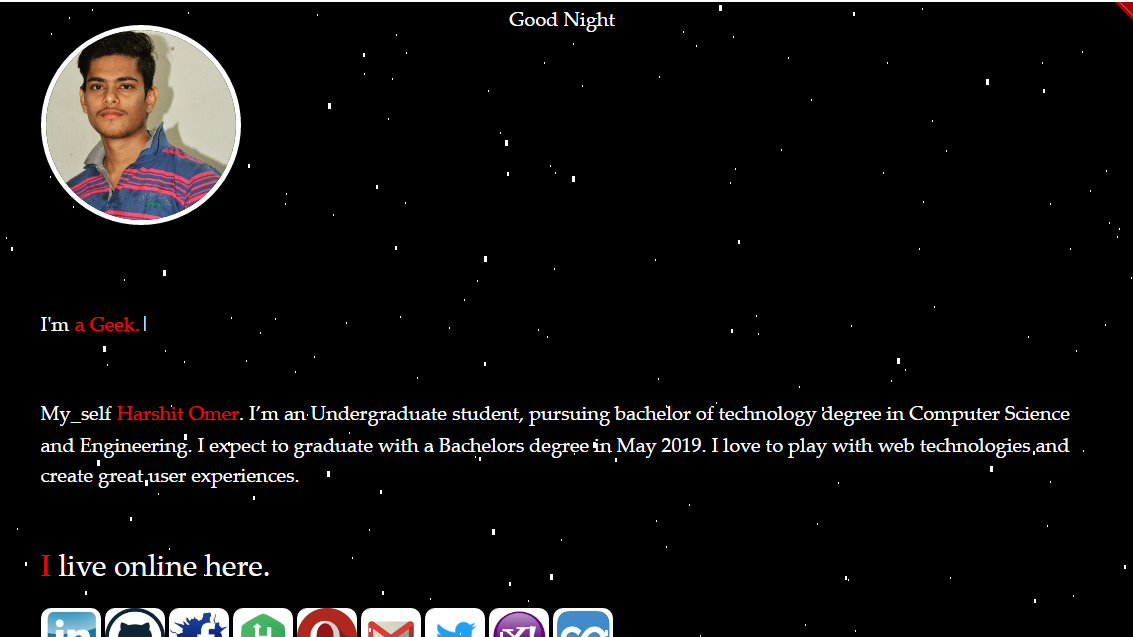 Good Night
I'm a Geek.
My_self Harshit Omer. I'm an Undergraduate student, pursuing bachelor of technology degree in Computer Science
and Engineering. I expect to graduate with a Bachelors degree in May 2019. I love to play with web technologies and
create great user experiences.
I live online here.